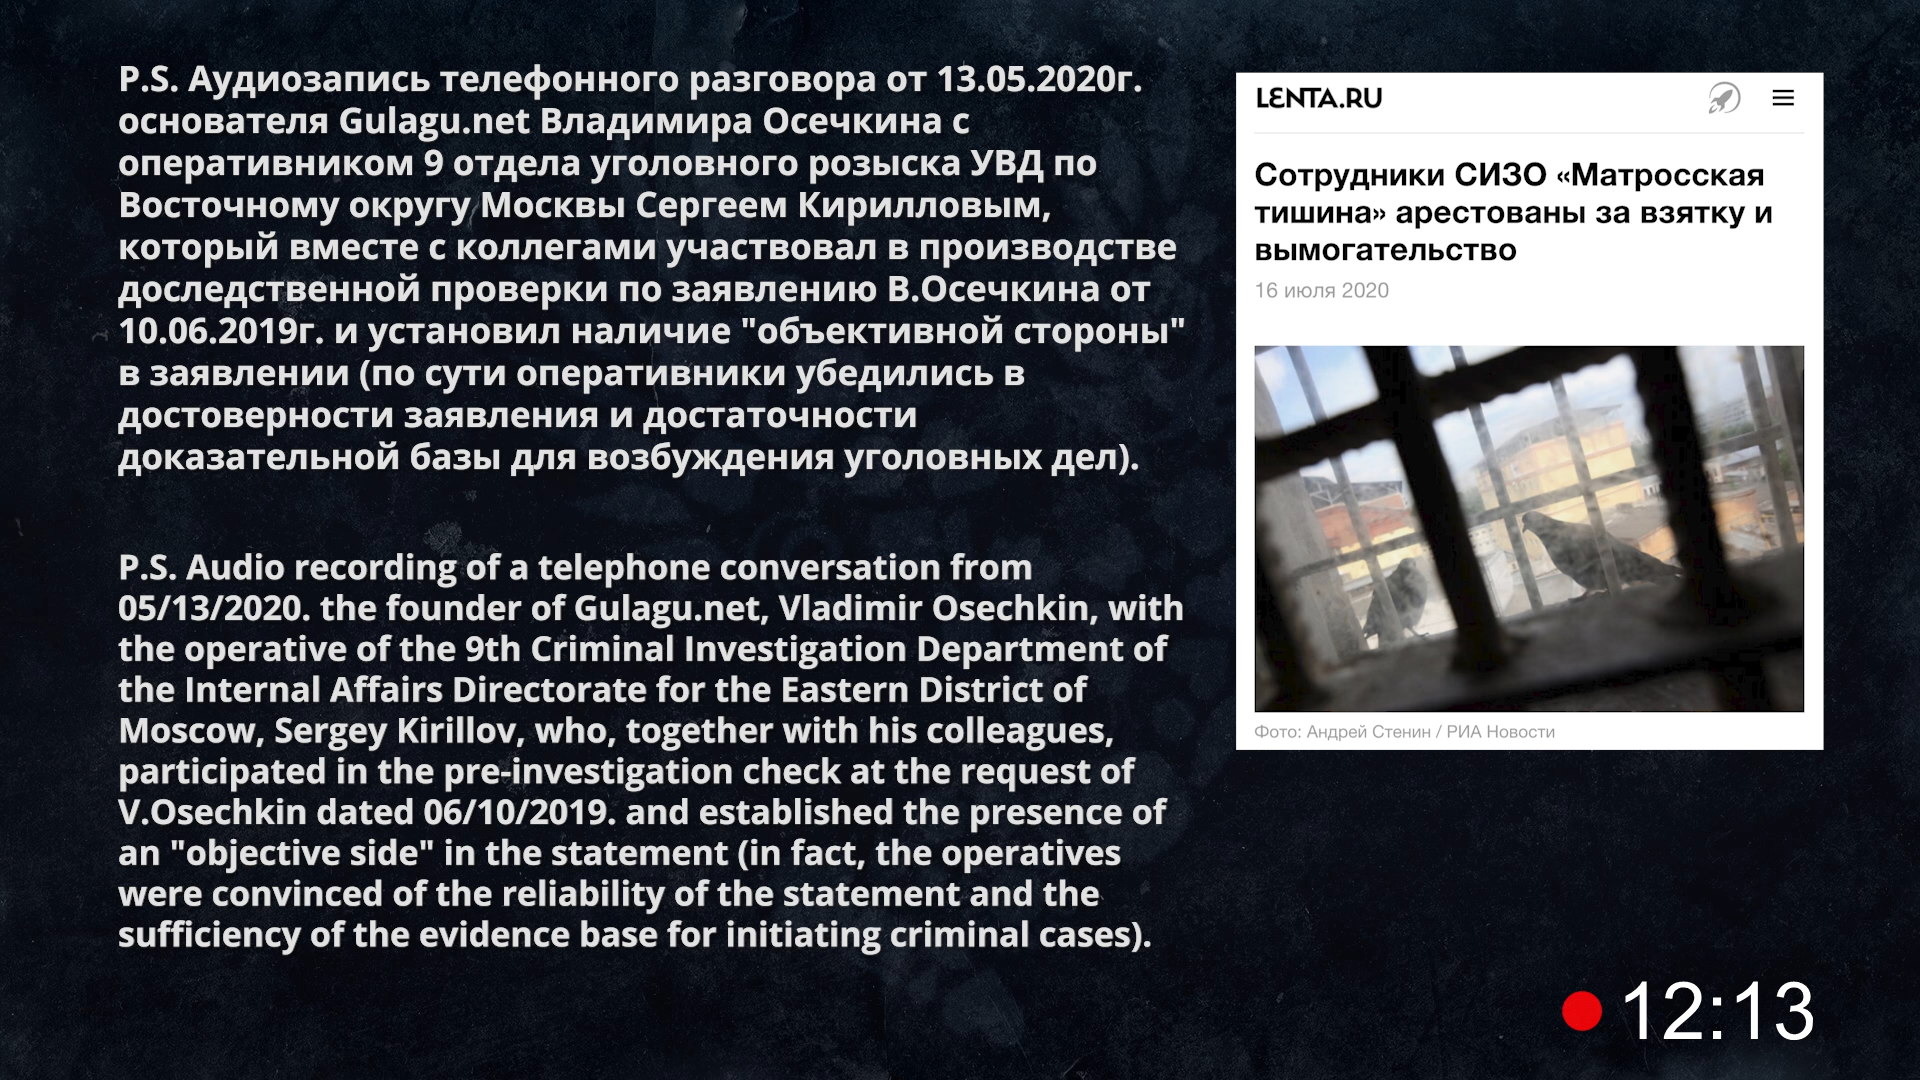 P.S. Аудиозапись телефонного разговора от 13.05.2020г.
основателя Gulagu.net Владимира Осечкина с
оперативником 9 отдела уголовного розыска УВД по
Восточному округу Москвы Сергеем Кирилловым,
который вместе с коллегами участвовал в производстве
доследственной проверки по заявлению В.Осечкина от
10.06.2019г. и установил наличие "объективной стороны"
в заявлении (по сути оперативники убедились в
достоверности заявления и достаточности
доказательной базы для возбуждения уголовных дел).
P.S. Audio recording of a telephone conversation from
05/13/2020. the founder of Gulagu.net, Vladimir Osechkin, with
the operative of the 9th Criminal Investigation Department of
the Internal Affairs Directorate for the Eastern District of
Moscow, Sergey Kirillov, who, together with his colleagues,
participated in the pre-investigation check at the request of
V.Osechkin dated 06/10/2019. and established the presence of
an "objective side" in the statement (in fact, the operatives
were convinced of the reliability of the statement and the
sufficiency of the evidence base for initiating criminal cases).
LENTA.RU
Сотрудники СИЗО «Матросская
тишина» арестованы за взятку и
вымогательство
16 июля 2020
Фото: Андрей Стенин / РИА Новости
12:13